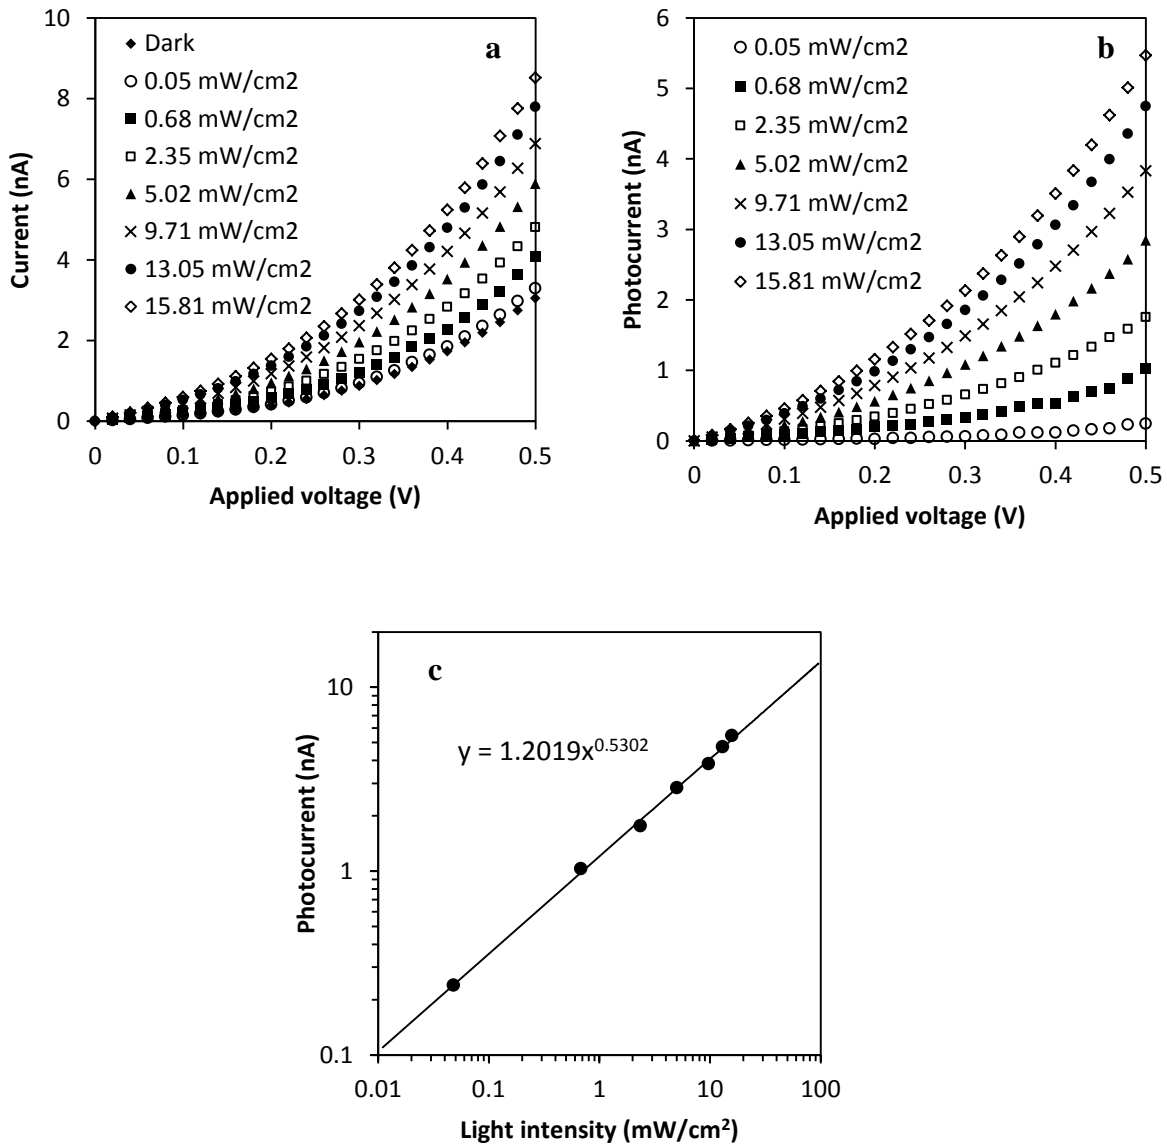 a
10
8
6
4
2
0
Current (nA)
Dark
0.05 mW/cm2
0.68 mW/cm2
2.35 mW/cm2
5.02 mW/cm2
9.71 mW/cm2
13.05 mW/cm2
15.81 mW/cm2
0 0.1 0.2 0.3 0.4 0.5
Applied voltage (V)
b
6
5
4
3
2
1
0
Photocurrent (nA)
0.05 mW/cm2
0.68 mW/cm2
2.35 mW/cm2
5.02 mW/cm2
9.71 mW/cm2
13.05 mW/cm2
15.81 mW/cm2
0 0.1 0.2 0.3 0.4 0.5
Applied voltage (V)
c
10
1
0.1
Photocurrent (nA)
y = 1.2019x^0.5302
0.01 0.1 1 10 100
Light intensity (mW/cm²)